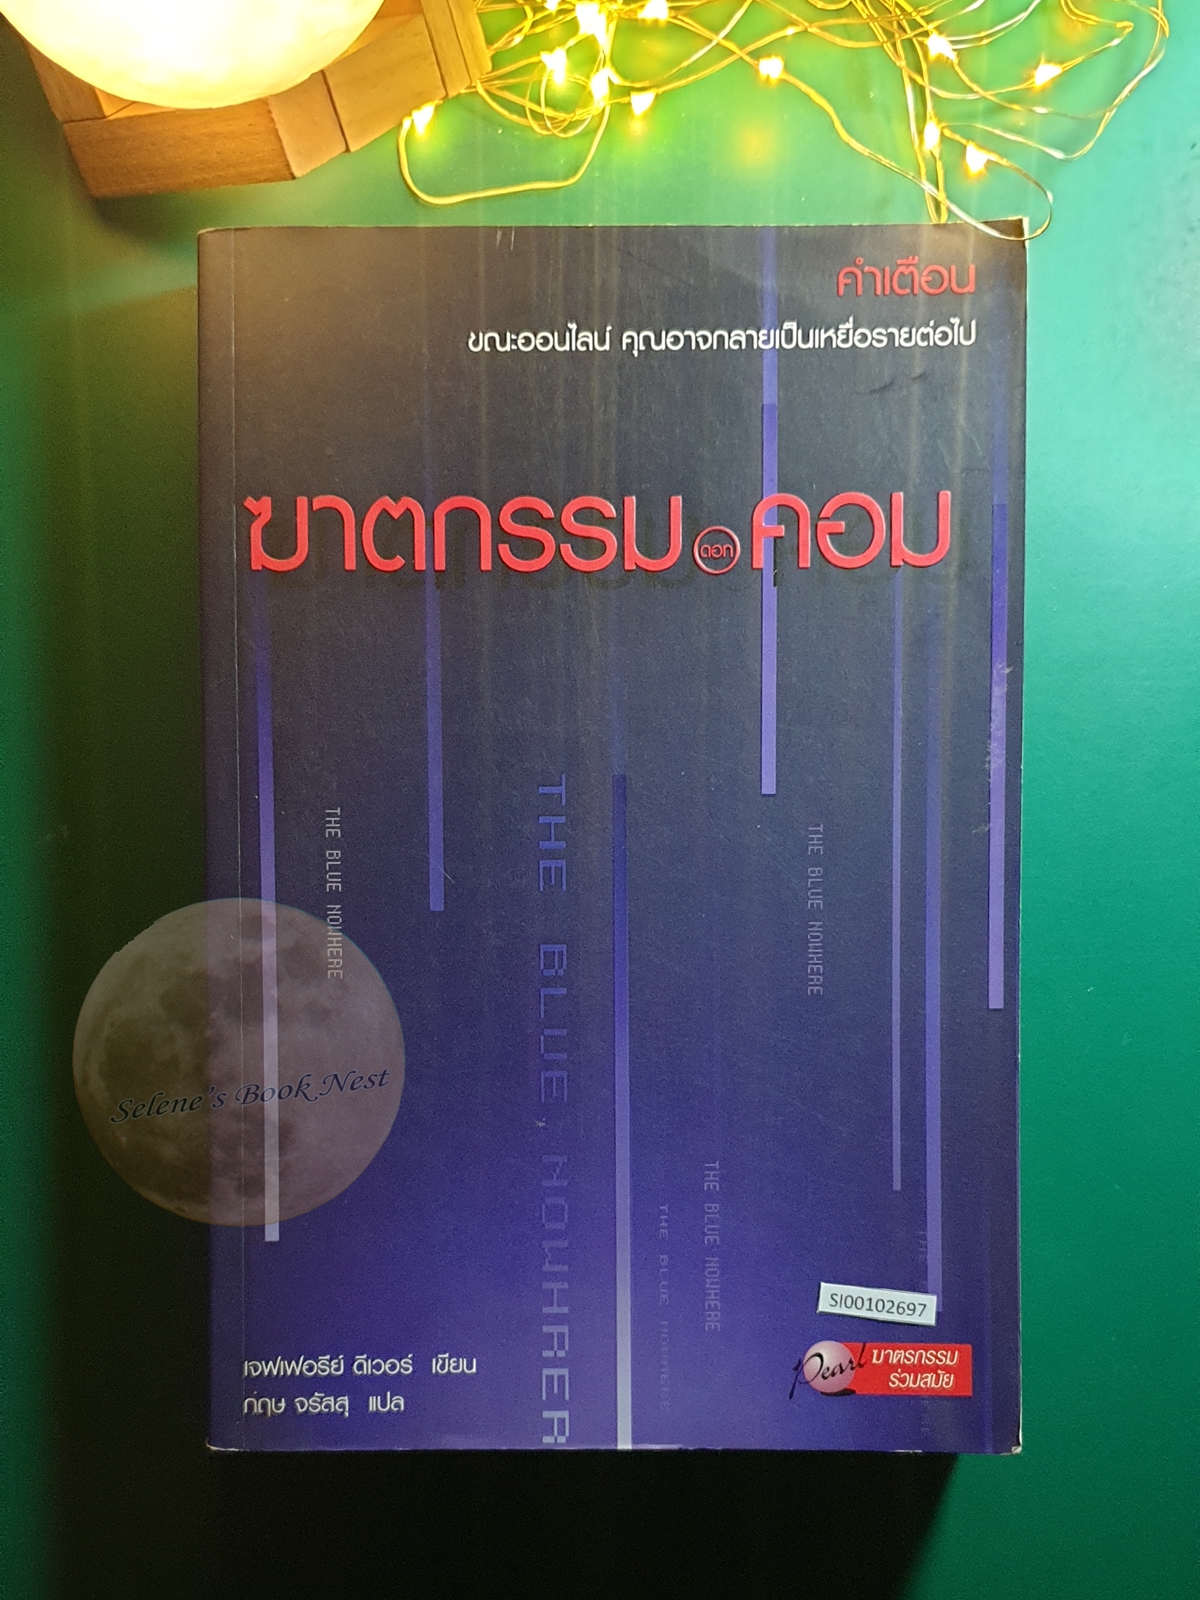 คำเตือน
ขณะออนไลน์ คุณอาจกลายเป็นเหยื่อรายต่อไป
ฆาตกรรม ดอท คอม
THE BLUE NOWHERE
THE BLUE NOWHERE
THE BLUE, NOWHRER
THE BLUE NOWHERE
THE BLUE NOWHERE
Selene's Book Nest
SI00102697
Pearl ฆาตรกรรม
ร่วมสมัย
เจฟเฟอรีย์ ดีเวอร์ เขียน
กฤษ จรัสสุ แปล